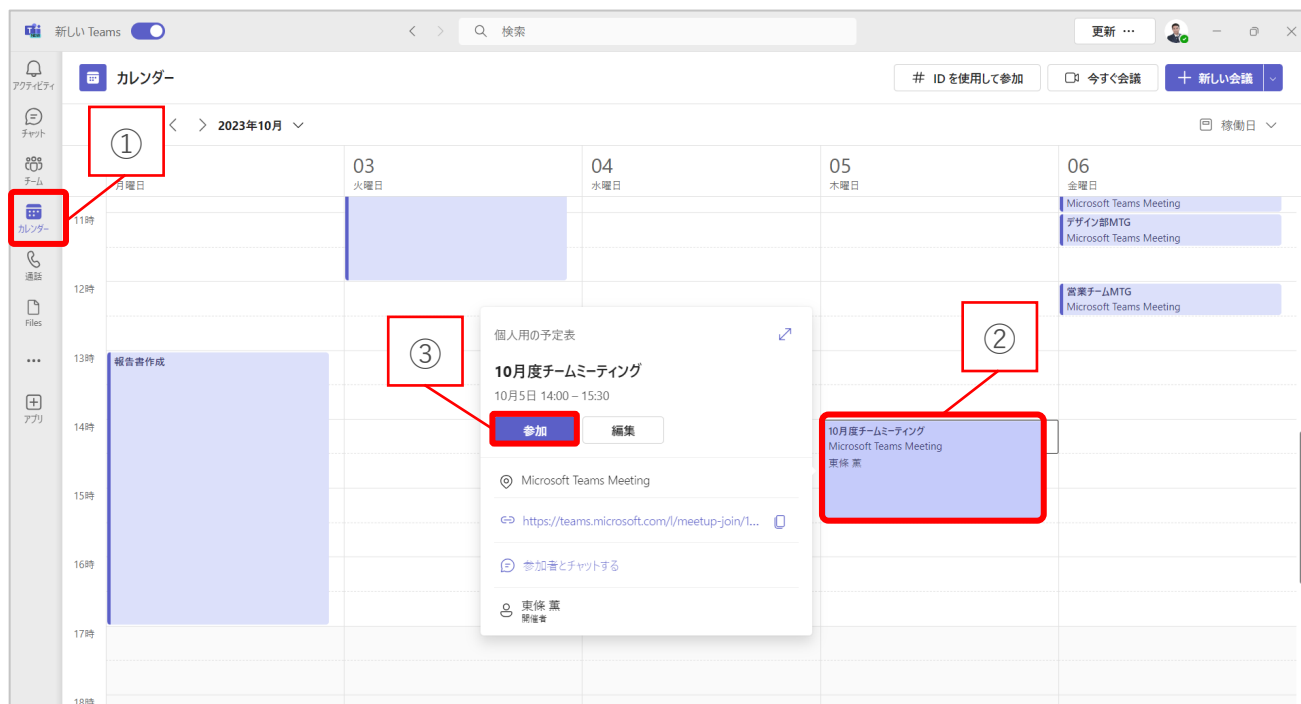 新しい Teams
検索
更新 …
アクティビティ
チャット
チーム
カレンダー
通話
Files
アプリ
カレンダー
# ID を使用して参加
今すぐ会議
新しい会議
①
2023年10月
稼働日
月曜日
03
火曜日
04
水曜日
05
木曜日
06
金曜日
11時
12時
13時
14時
15時
16時
17時
18時
報告書作成
Microsoft Teams Meeting
デザイン部MTG
Microsoft Teams Meeting
営業チームMTG
Microsoft Teams Meeting
②
10月度チームミーティング
Microsoft Teams Meeting
東條 薫
③
個人用の予定表
10月度チームミーティング
10月5日 14:00 – 15:30
参加
編集
Microsoft Teams Meeting
https://teams.microsoft.com/l/meetup-join/1...
参加者とチャットする
東條 薫
開催者